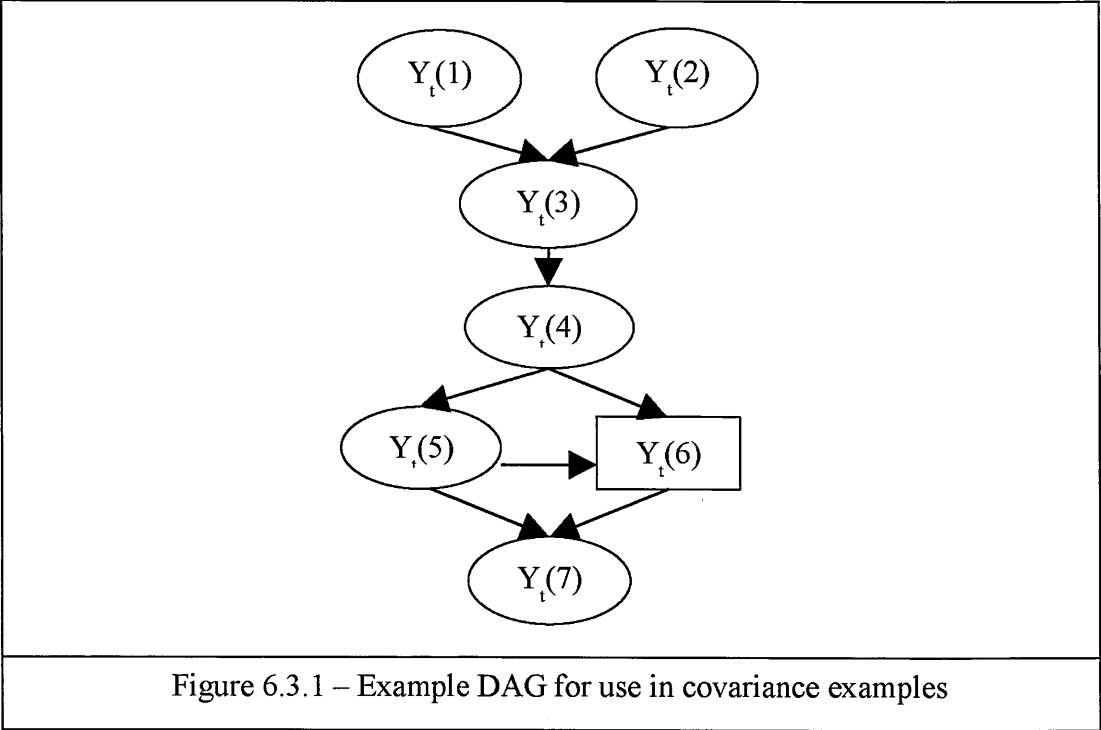 Y_t(1)
Y_t(2)
Y_t(3)
Y_t(4)
Y_t(5)
Y_t(6)
Y_t(7)
Figure 6.3.1 – Example DAG for use in covariance examples